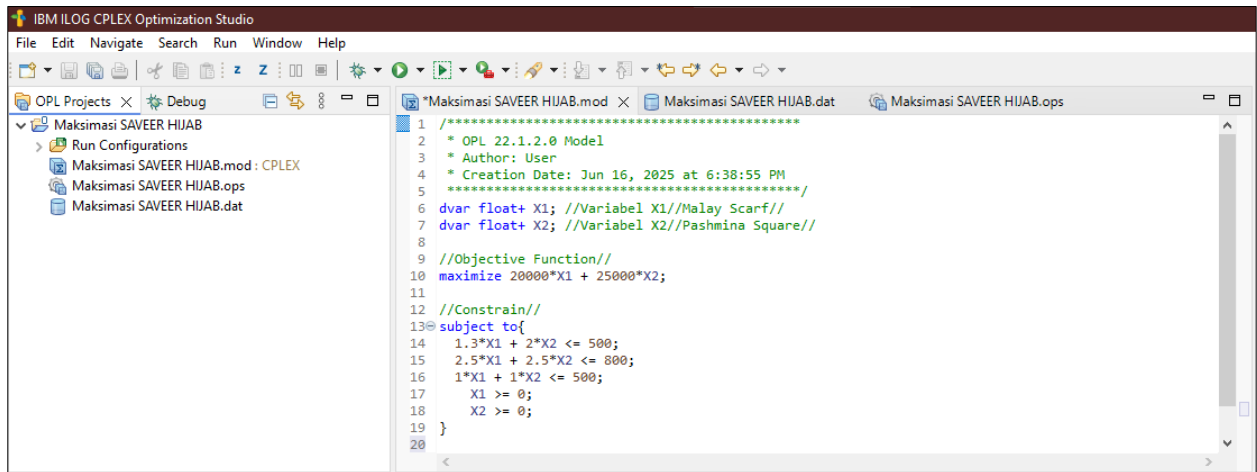 IBM ILOG CPLEX Optimization Studio
File Edit Navigate Search Run Window Help
OPL Projects Debug
Maksimasi SAVEER HIJAB
Run Configurations
Maksimasi SAVEER HIJAB.mod : CPLEX
Maksimasi SAVEER HIJAB.ops
Maksimasi SAVEER HIJAB.dat
*Maksimasi SAVEER HIJAB.mod Maksimasi SAVEER HIJAB.dat Maksimasi SAVEER HIJAB.ops
1 /*********************************************
2 * OPL 22.1.2.0 Model
3 * Author: User
4 * Creation Date: Jun 16, 2025 at 6:38:55 PM
5 *********************************************/
6 dvar float+ X1; //Variabel X1//Malay Scarf//
7 dvar float+ X2; //Variabel X2//Pashmina Square//
8
9 //Objective Function//
10 maximize 20000*X1 + 25000*X2;
11
12 //Constrain//
13 subject to{
14 1.3*X1 + 2*X2 <= 500;
15 2.5*X1 + 2.5*X2 <= 800;
16 1*X1 + 1*X2 <= 500;
17 X1 >= 0;
18 X2 >= 0;
19 }
20